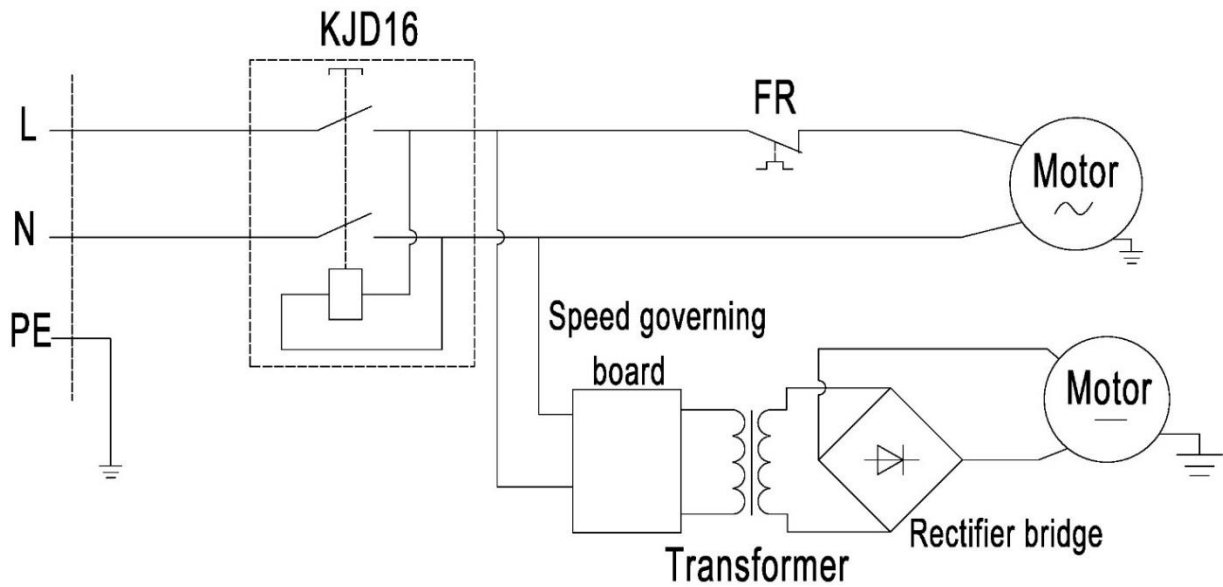 KJD16
L
FR
Motor
N
PE
Speed governing
board
Motor
Rectifier bridge
Transformer